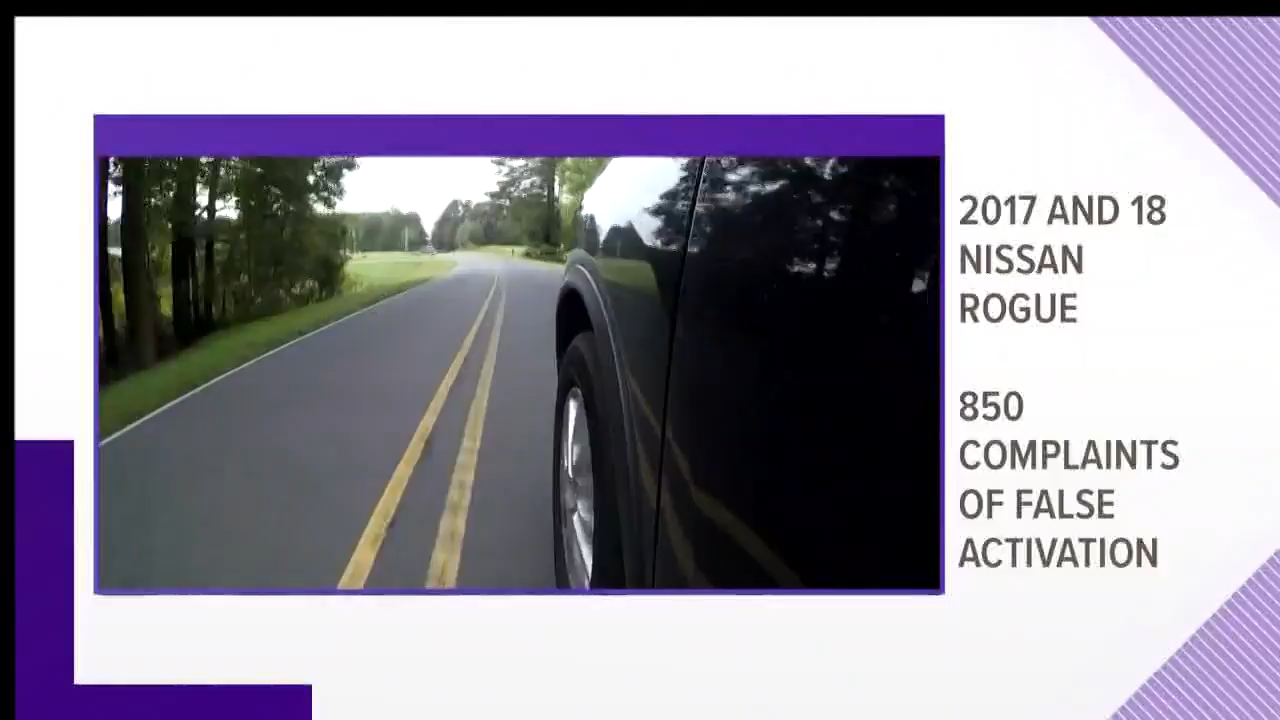 2017 AND 18
NISSAN
ROGUE
850
COMPLAINTS
OF FALSE
ACTIVATION